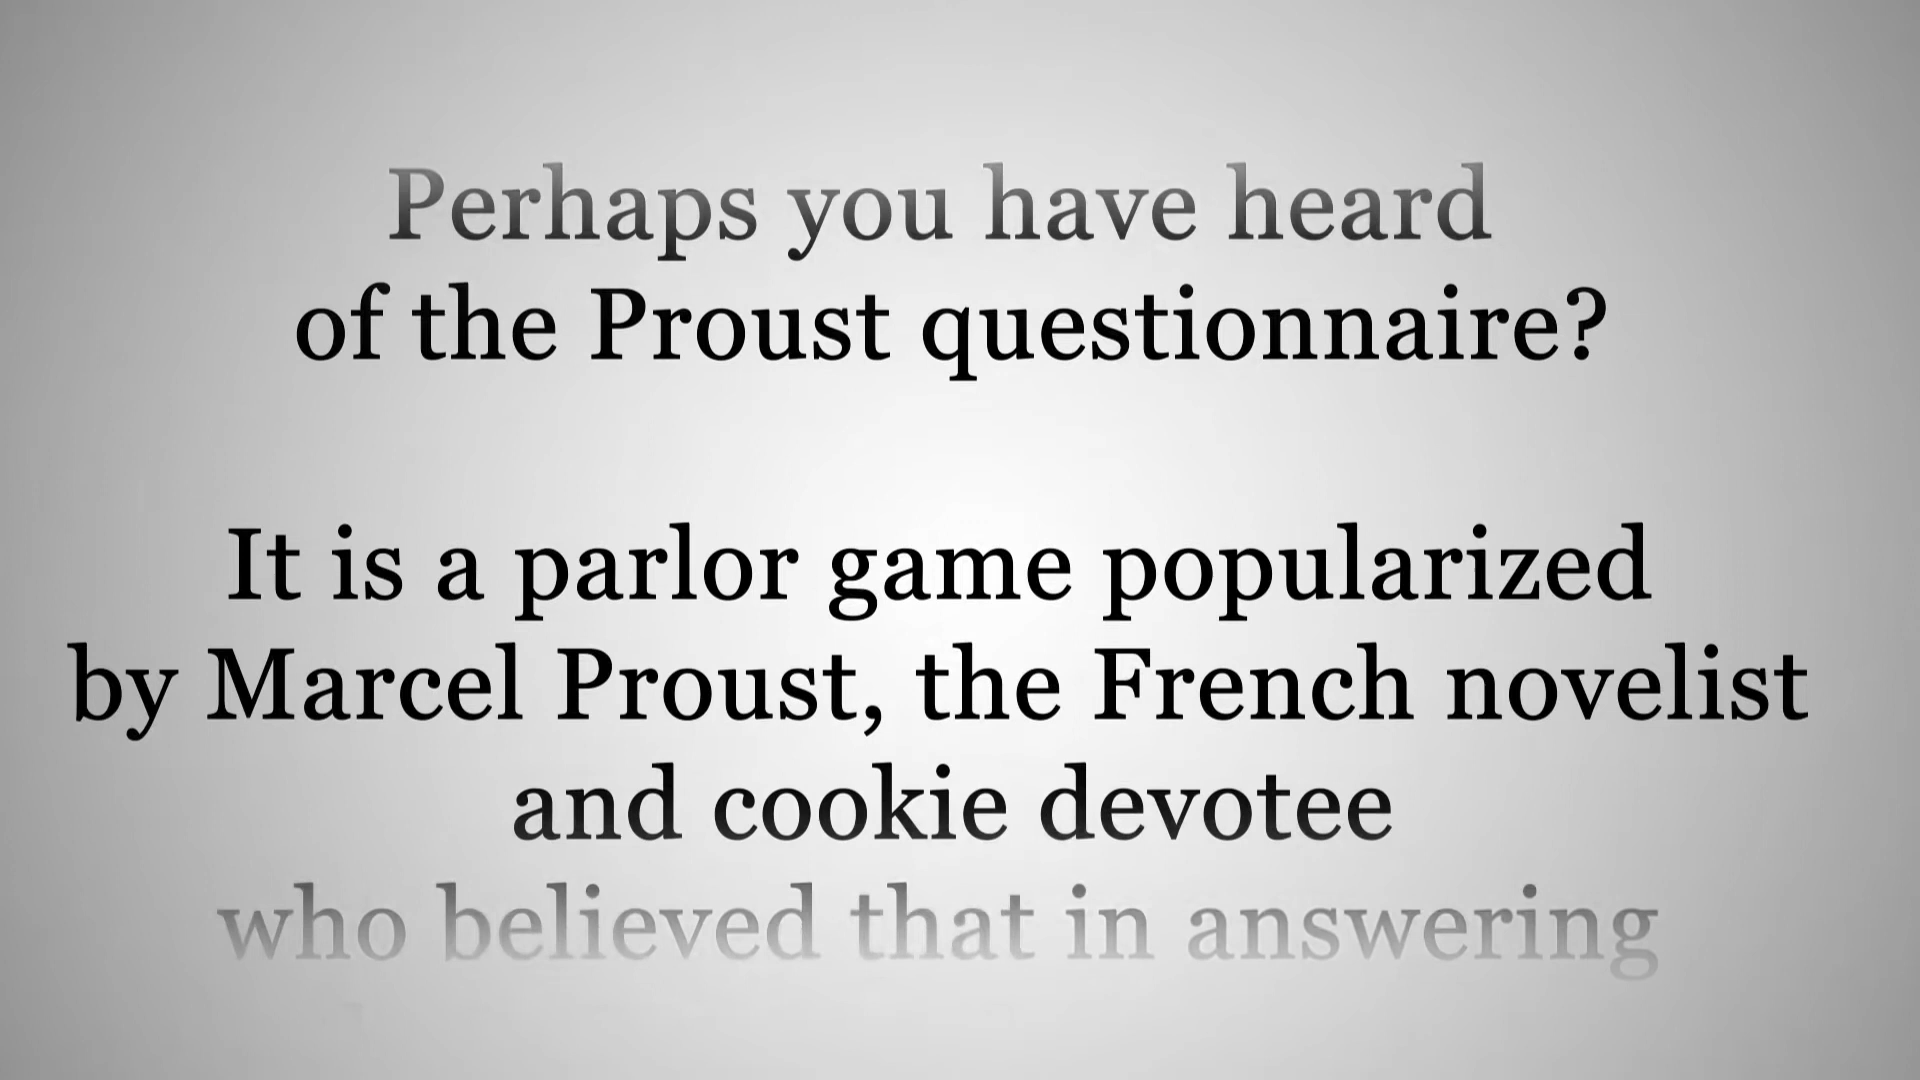 Perhaps you have heard
of the Proust questionnaire?
It is a parlor game popularized
by Marcel Proust, the French novelist
and cookie devotee
who believed that in answering